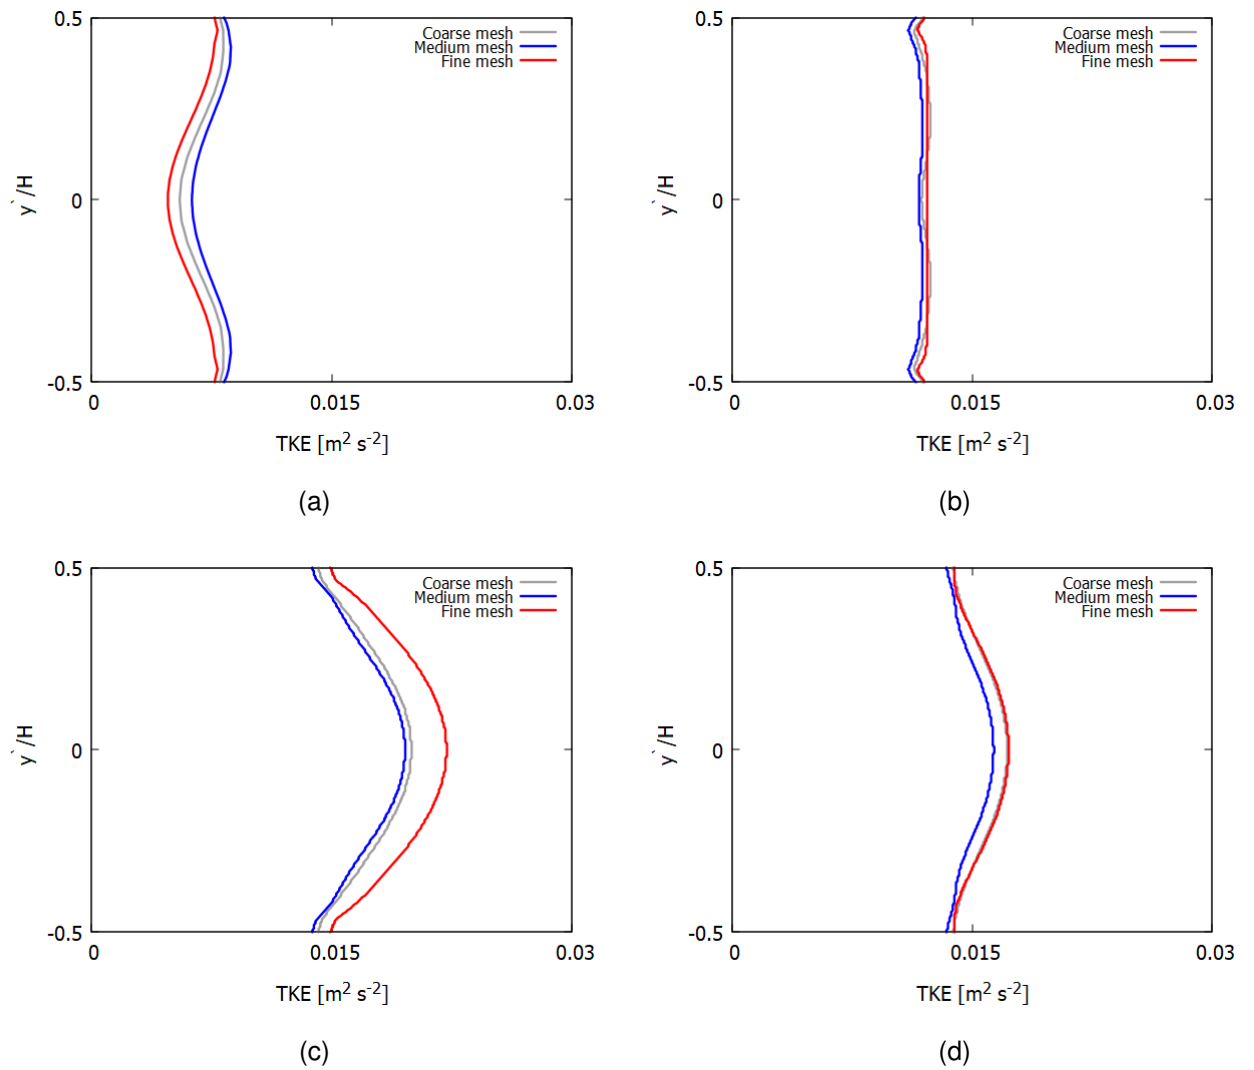 0.5
Coarse mesh
Medium mesh
Fine mesh
y`/H
0
-0.5
0
0.015
0.03
TKE [m² s⁻²]
(a)
0.5
Coarse mesh
Medium mesh
Fine mesh
y`/H
0
-0.5
0
0.015
0.03
TKE [m² s⁻²]
(b)
0.5
Coarse mesh
Medium mesh
Fine mesh
y`/H
0
-0.5
0
0.015
0.03
TKE [m² s⁻²]
(c)
0.5
Coarse mesh
Medium mesh
Fine mesh
y`/H
0
-0.5
0
0.015
0.03
TKE [m² s⁻²]
(d)